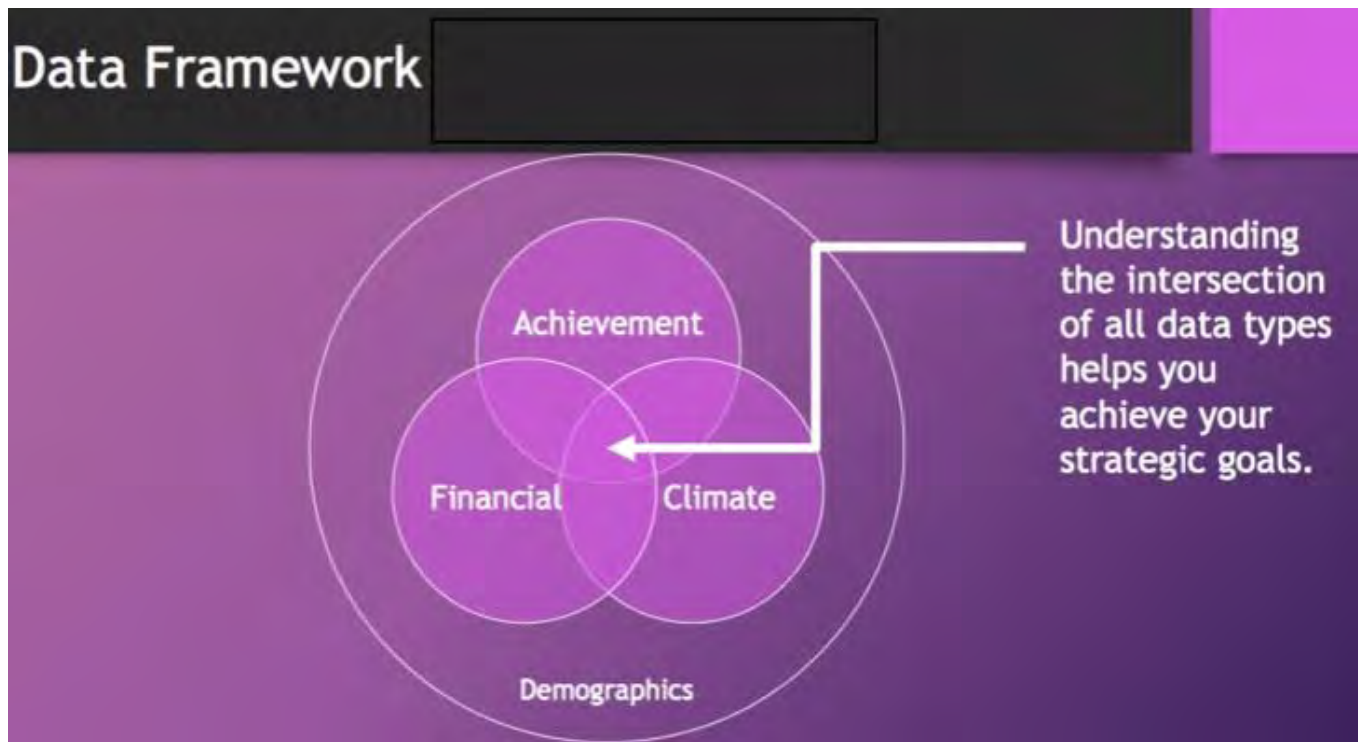 Data Framework
Achievement
Financial
Climate
Demographics
Understanding
the intersection
of all data types
helps you
achieve your
strategic goals.